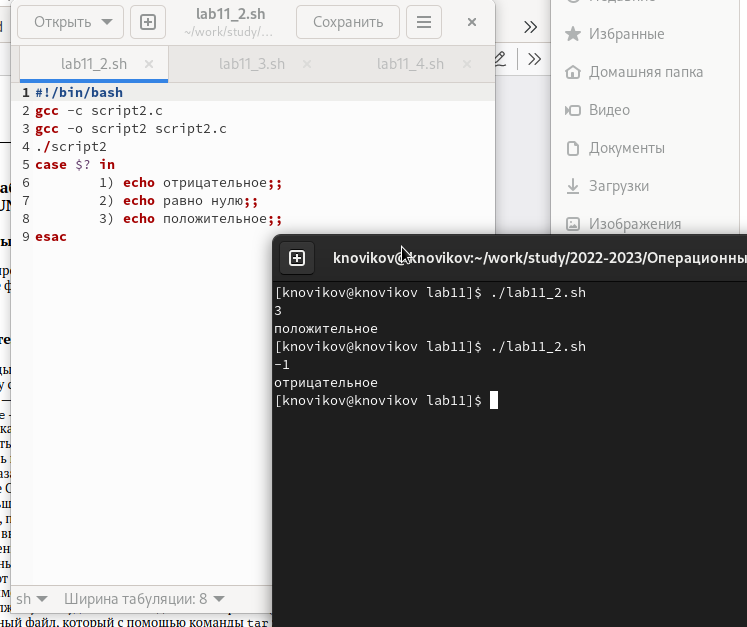 Открыть
lab11_2.sh
~/work/study/...
Сохранить
lab11_2.sh
lab11_3.sh
lab11_4.sh
1 #!/bin/bash
2 gcc -c script2.c
3 gcc -o script2 script2.c
4 ./script2
5 case $? in
6 1) echo отрицательное;;
7 2) echo равно нулю;;
8 3) echo положительное;;
9 esac
sh
Ширина табуляции: 8
ный файл, который с помощью команды tar
Избранные
Домашняя папка
Видео
Документы
Загрузки
Изображения
knovikov@knovikov:~/work/study/2022-2023/Операционны
[knovikov@knovikov lab11]$ ./lab11_2.sh
3
положительное
[knovikov@knovikov lab11]$ ./lab11_2.sh
-1
отрицательное
[knovikov@knovikov lab11]$